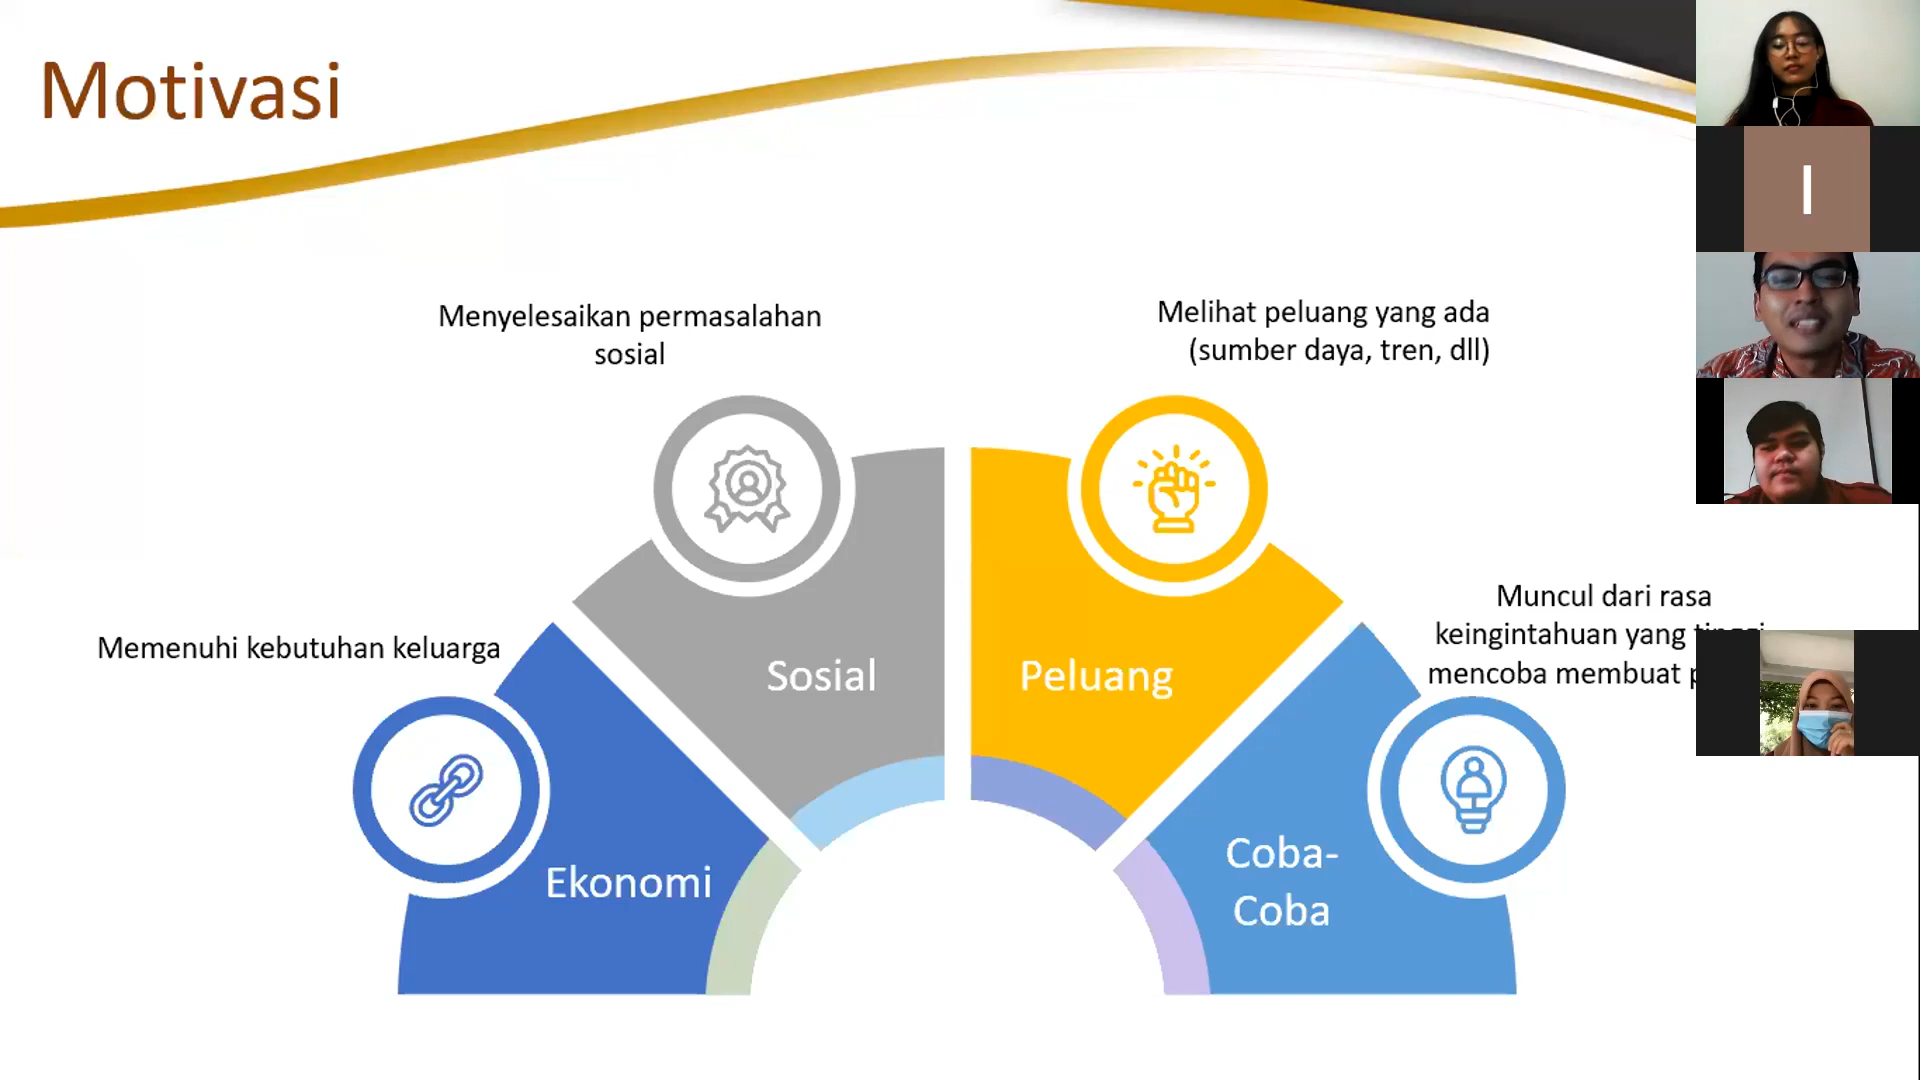 Motivasi
I
Menyelesaikan permasalahan
sosial
Melihat peluang yang ada
(sumber daya, tren, dll)
Memenuhi kebutuhan keluarga
Muncul dari rasa
keingintahuan yang
mencoba membuat
Sosial
Peluang
Ekonomi
Coba-
Coba